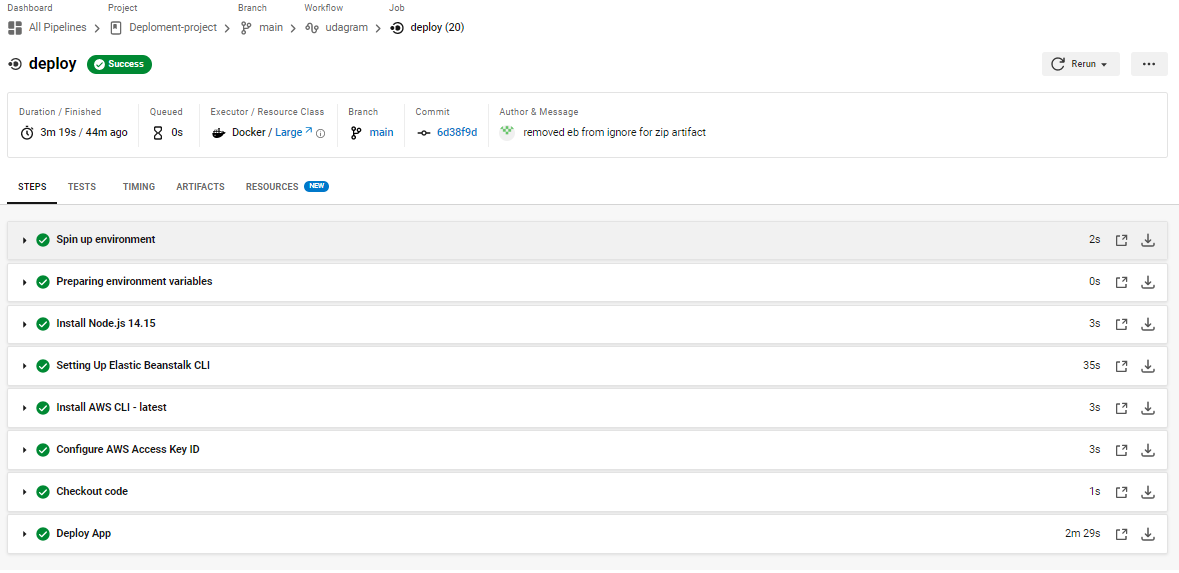 Dashboard Project Branch Workflow Job
All Pipelines Deploment-project main udagram deploy (20)
deploy Success Rerun
Duration / Finished Queued Executor / Resource Class Branch Commit Author & Message
3m 19s / 44m ago 0s Docker / Large main 6d38f9d removed eb from ignore for zip artifact
STEPS TESTS TIMING ARTIFACTS RESOURCES NEW
Spin up environment 2s
Preparing environment variables 0s
Install Node.js 14.15 3s
Setting Up Elastic Beanstalk CLI 35s
Install AWS CLI - latest 3s
Configure AWS Access Key ID 3s
Checkout code 1s
Deploy App 2m 29s